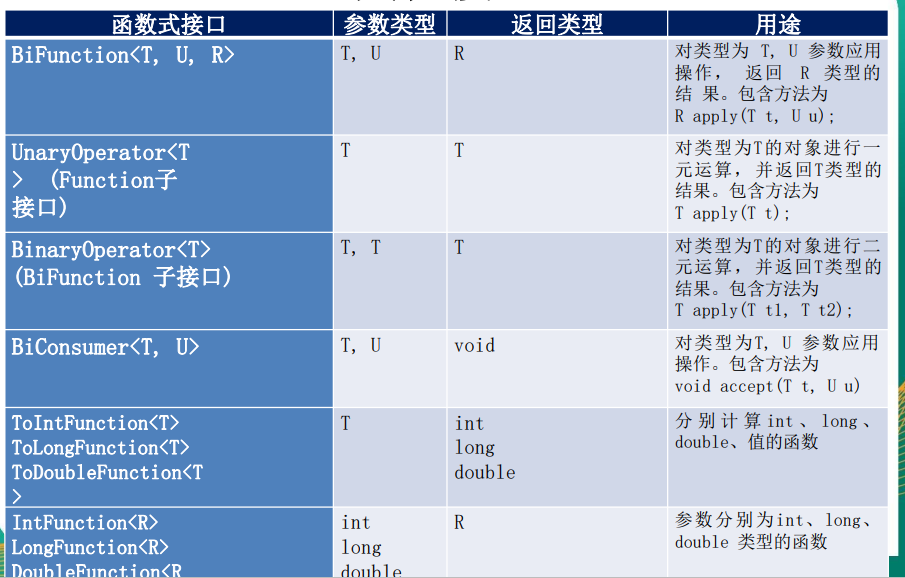 函数式接口 参数类型 返回类型 用途
BiFunction<T, U, R> T, U R 对类型为 T, U 参数应用
操作， 返回 R 类型的
结 果。包含方法为
R apply(T t, U u);
UnaryOperator<T T T 对类型为T的对象进行一
> (Function子 元运算，并返回T类型的
接口) 结果。包含方法为
T apply(T t);
BinaryOperator<T> T, T T 对类型为T的对象进行二
(BiFunction 子接口) 元运算，并返回T类型的
结果。包含方法为
T apply(T t1, T t2);
BiConsumer<T, U> T, U void 对类型为T, U 参数应用
操作。包含方法为
void accept(T t, U u)
ToIntFunction<T> T int 分别计算int、long、
ToLongFunction<T> long double、值的函数
ToDoubleFunction<T double
>
IntFunction<R> int R 参数分别为int、long、
LongFunction<R> long double 类型的函数
DoubleFunction<R double